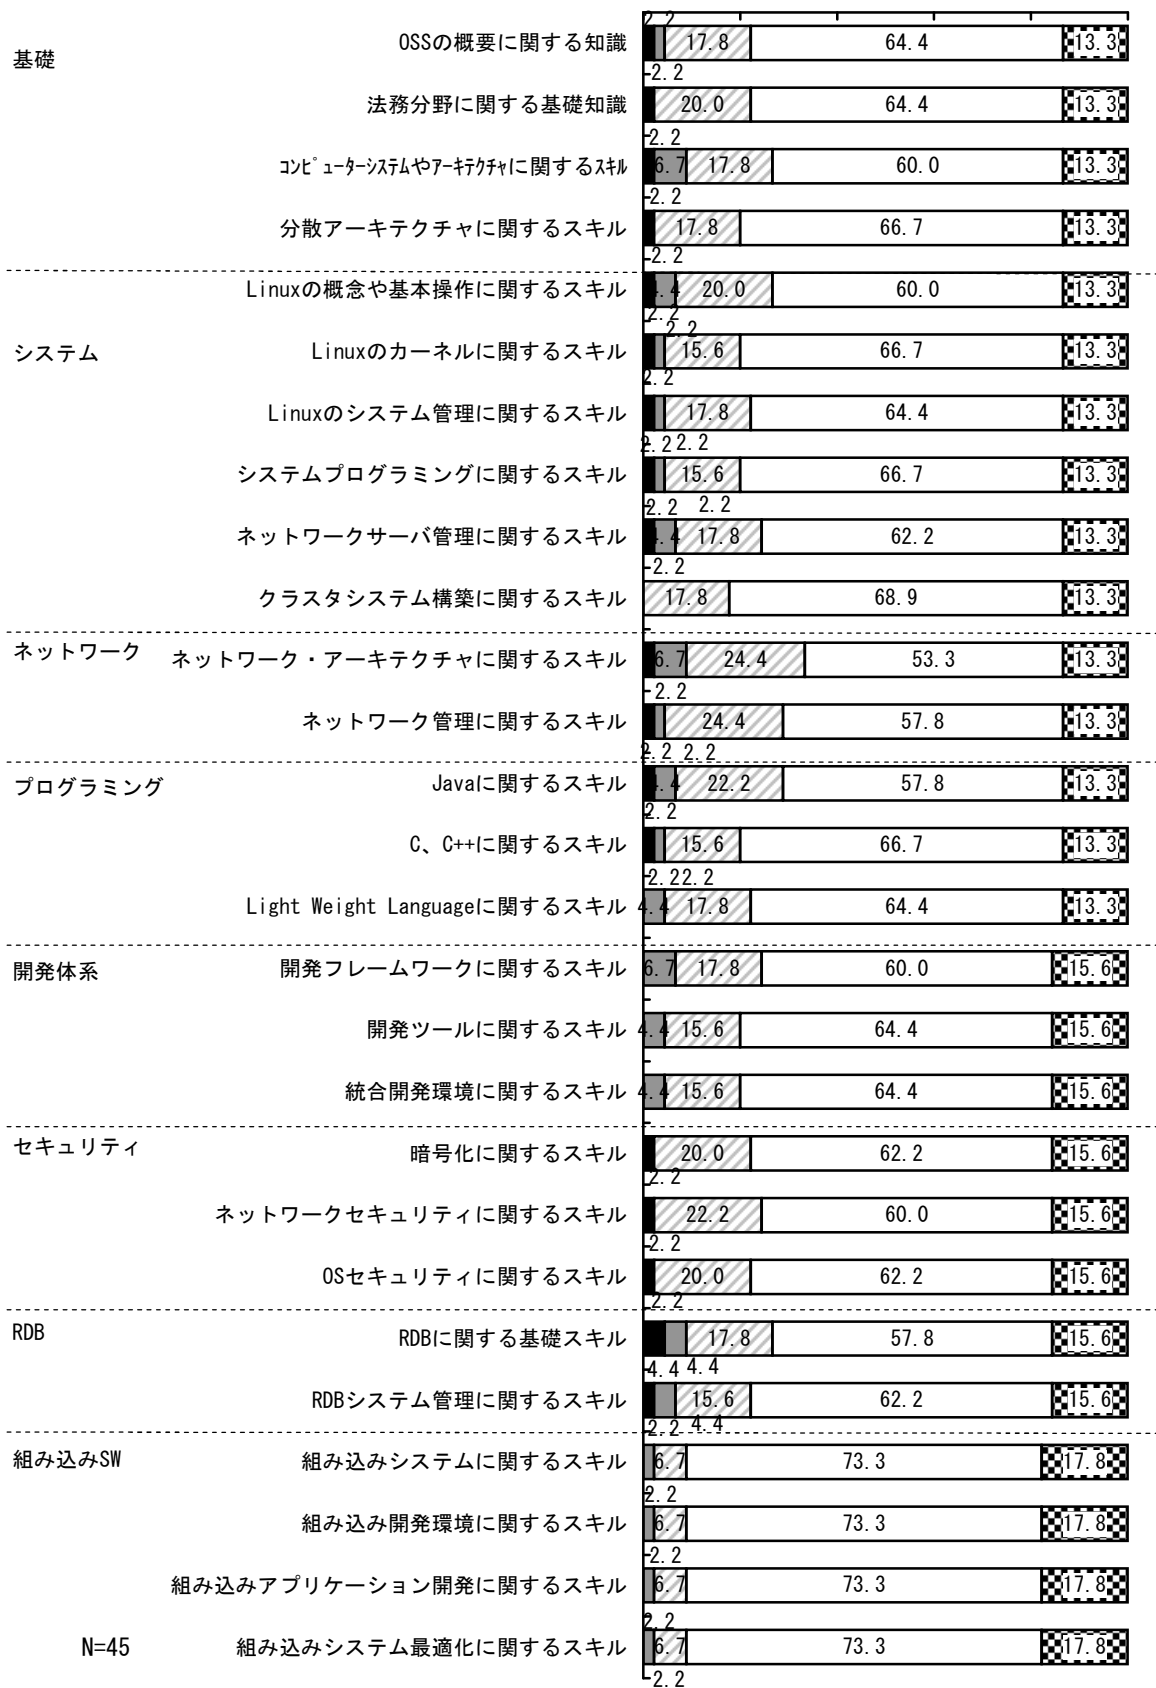 2.2
基礎 OSSの概要に関する知識 17.8 64.4 13.3
2.2
法務分野に関する基礎知識 20.0 64.4 13.3
2.2
ｺﾝﾋﾟｭｰﾀｰｼｽﾃﾑやｱｰｷﾃｸﾁｬに関するｽｷﾙ 6.7 17.8 60.0 13.3
2.2
分散アーキテクチャに関するスキル 17.8 66.7 13.3
2.2
Linuxの概念や基本操作に関するスキル 4.4 20.0 60.0 13.3
2.2 2.2
システム Linuxのカーネルに関するスキル 15.6 66.7 13.3
2.2
Linuxのシステム管理に関するスキル 17.8 64.4 13.3
2.2 2.2
システムプログラミングに関するスキル 15.6 66.7 13.3
2.2 2.2
ネットワークサーバ管理に関するスキル 4.4 17.8 62.2 13.3
2.2
クラスタシステム構築に関するスキル 17.8 68.9 13.3
ネットワーク ネットワーク・アーキテクチャに関するスキル 6.7 24.4 53.3 13.3
2.2
ネットワーク管理に関するスキル 24.4 57.8 13.3
2.2 2.2
プログラミング Javaに関するスキル 4.4 22.2 57.8 13.3
2.2
C、C++に関するスキル 15.6 66.7 13.3
2.2 2.2
Light Weight Languageに関するスキル 4.4 17.8 64.4 13.3
開発体系 開発フレームワークに関するスキル 6.7 17.8 60.0 15.6
開発ツールに関するスキル 4.4 15.6 64.4 15.6
統合開発環境に関するスキル 4.4 15.6 64.4 15.6
セキュリティ 暗号化に関するスキル 20.0 62.2 15.6
2.2
ネットワークセキュリティに関するスキル 22.2 60.0 15.6
2.2
OSセキュリティに関するスキル 20.0 62.2 15.6
2.2
RDB RDBに関する基礎スキル 17.8 57.8 15.6
4.4 4.4
RDBシステム管理に関するスキル 15.6 62.2 15.6
2.2 4.4
組み込みSW 組み込みシステムに関するスキル 6.7 73.3 17.8
2.2
組み込み開発環境に関するスキル 6.7 73.3 17.8
2.2
組み込みアプリケーション開発に関するスキル 6.7 73.3 17.8
2.2
N=45 組み込みシステム最適化に関するスキル 6.7 73.3 17.8
2.2